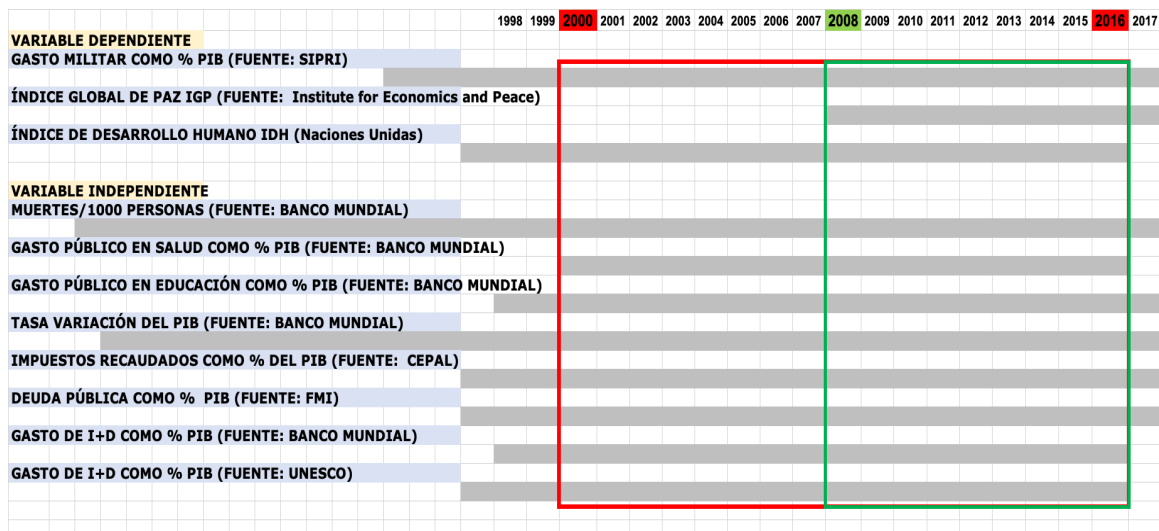 1998 1999 2000 2001 2002 2003 2004 2005 2006 2007 2008 2009 2010 2011 2012 2013 2014 2015 2016 2017
VARIABLE DEPENDIENTE
GASTO MILITAR COMO % PIB (FUENTE: SIPRI)
ÍNDICE GLOBAL DE PAZ IGP (FUENTE: Institute for Economics and Peace)
ÍNDICE DE DESARROLLO HUMANO IDH (Naciones Unidas)
VARIABLE INDEPENDIENTE
MUERTES/1000 PERSONAS (FUENTE: BANCO MUNDIAL)
GASTO PÚBLICO EN SALUD COMO % PIB (FUENTE: BANCO MUNDIAL)
GASTO PÚBLICO EN EDUCACIÓN COMO % PIB (FUENTE: BANCO MUNDIAL)
TASA VARIACIÓN DEL PIB (FUENTE: BANCO MUNDIAL)
IMPUESTOS RECAUDADOS COMO % DEL PIB (FUENTE: CEPAL)
DEUDA PÚBLICA COMO % PIB (FUENTE: FMI)
GASTO DE I+D COMO % PIB (FUENTE: BANCO MUNDIAL)
GASTO DE I+D COMO % PIB (FUENTE: UNESCO)